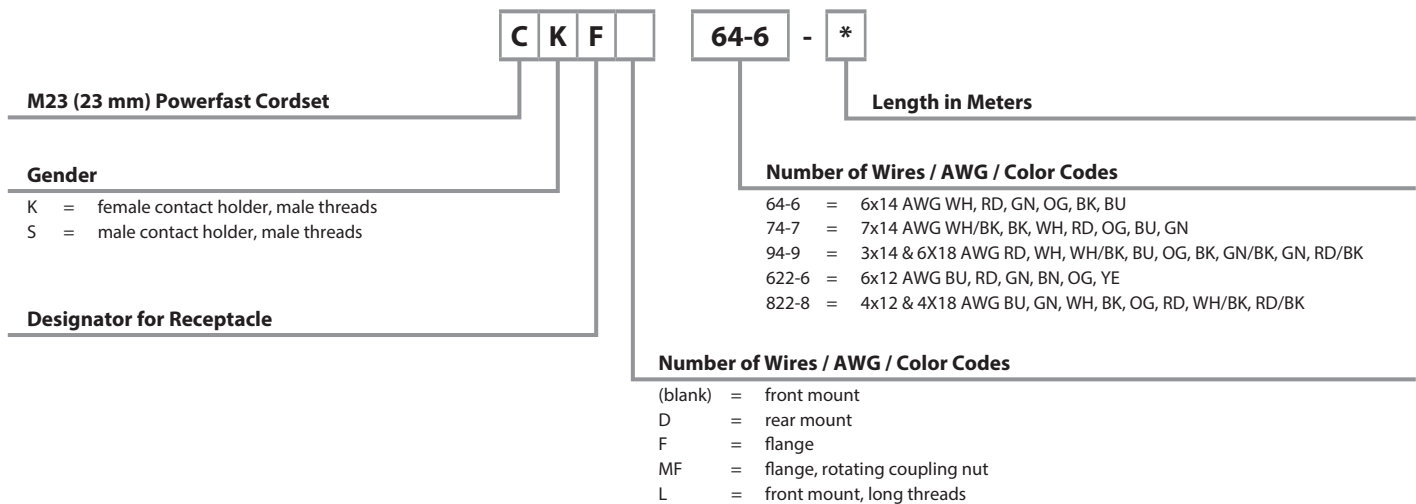 C K F 64-6 - *
M23 (23 mm) Powerfast Cordset
Length in Meters
Gender
K = female contact holder, male threads
S = male contact holder, male threads
Number of Wires / AWG / Color Codes
64-6 = 6x14 AWG WH, RD, GN, OG, BK, BU
74-7 = 7x14 AWG WH/BK, BK, WH, RD, OG, BU, GN
94-9 = 3x14 & 6X18 AWG RD, WH, WH/BK, BU, OG, BK, GN/BK, GN, RD/BK
622-6 = 6x12 AWG BU, RD, GN, BN, OG, YE
822-8 = 4x12 & 4X18 AWG BU, GN, WH, BK, OG, RD, WH/BK, RD/BK
Designator for Receptacle
Number of Wires / AWG / Color Codes
(blank) = front mount
D = rear mount
F = flange
MF = flange, rotating coupling nut
L = front mount, long threads